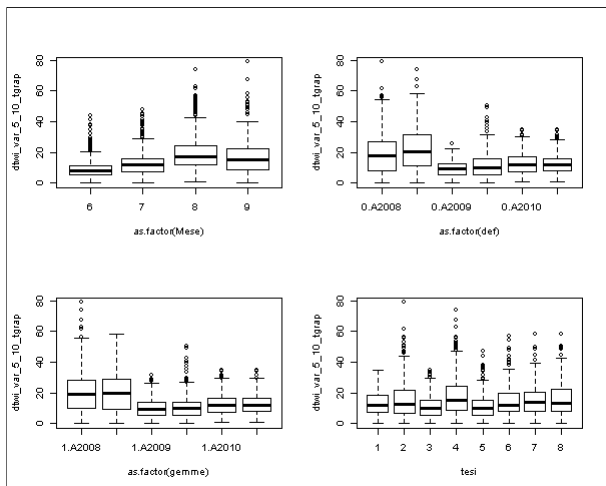 dtwi_var_5_10_tgrap
0 20 40 60 80
6 7 8 9
as.factor(Mese)
dtwi_var_5_10_tgrap
0 20 40 60 80
0.A2008 0.A2009 0.A2010
as.factor(def)
dtwi_var_5_10_tgrap
0 20 40 60 80
1.A2008 1.A2009 1.A2010
as.factor(gemme)
dtwi_var_5_10_tgrap
0 20 40 60 80
1 2 3 4 5 6 7 8
tesi